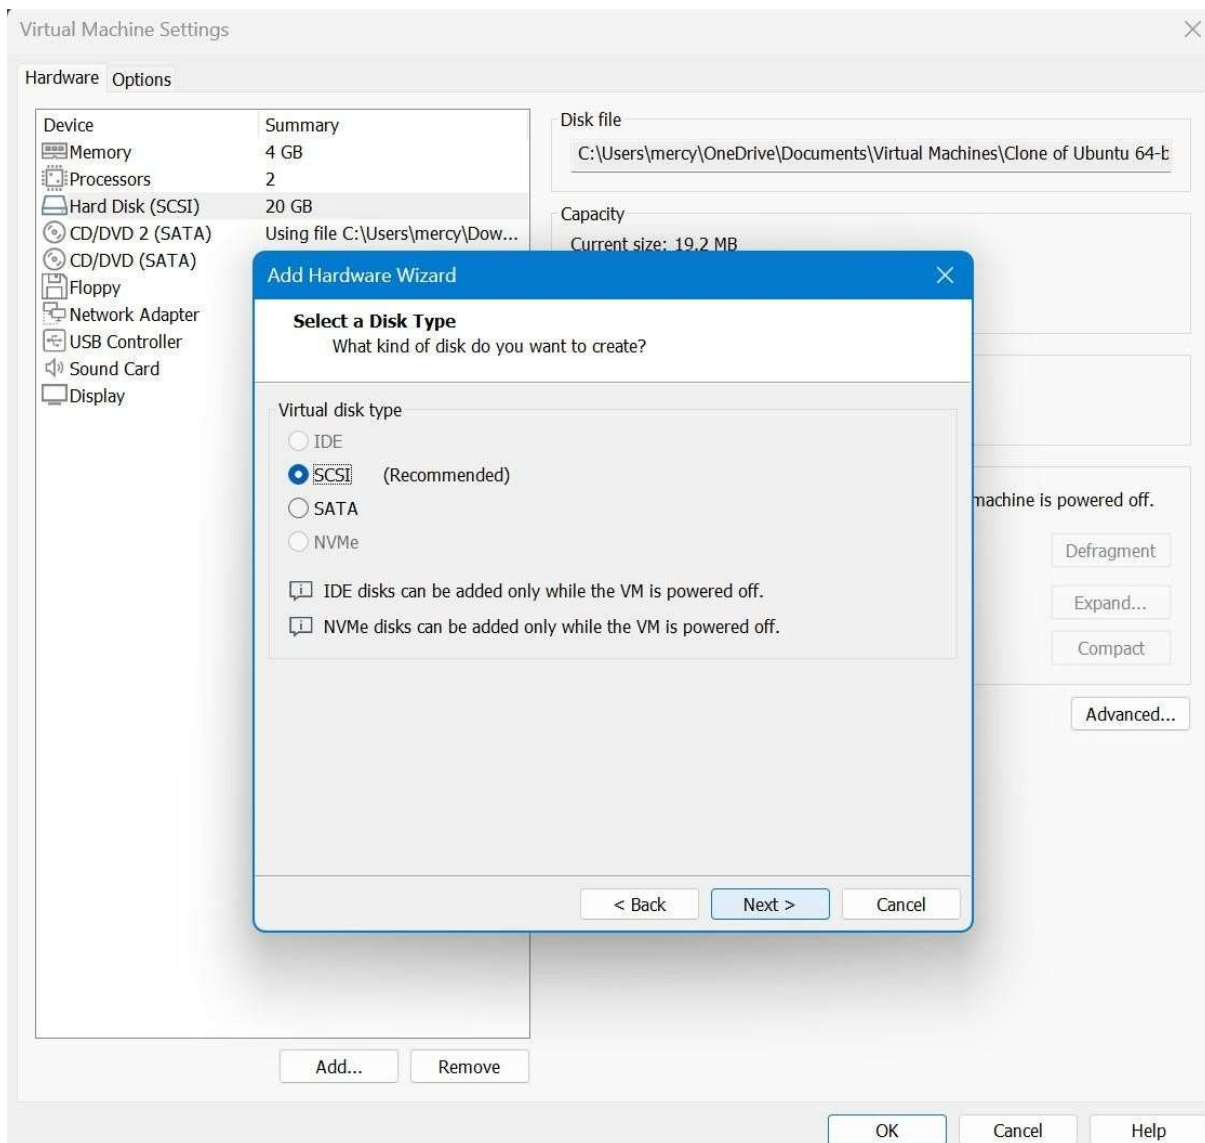 Virtual Machine Settings
Hardware Options
Device Summary
Memory 4 GB
Processors 2
Hard Disk (SCSI) 20 GB
CD/DVD 2 (SATA) Using file C:\Users\mercy\Dow...
CD/DVD (SATA)
Floppy
Network Adapter
USB Controller
Sound Card
Display
Disk file
C:\Users\mercy\OneDrive\Documents\Virtual Machines\Clone of Ubuntu 64-b
Capacity
Current size: 19.2 MB
Add Hardware Wizard
Select a Disk Type
What kind of disk do you want to create?
Virtual disk type
IDE
SCSI (Recommended)
SATA
NVMe
IDE disks can be added only while the VM is powered off.
NVMe disks can be added only while the VM is powered off.
< Back Next > Cancel
machine is powered off.
Defragment
Expand...
Compact
Advanced...
Add... Remove
OK Cancel Help